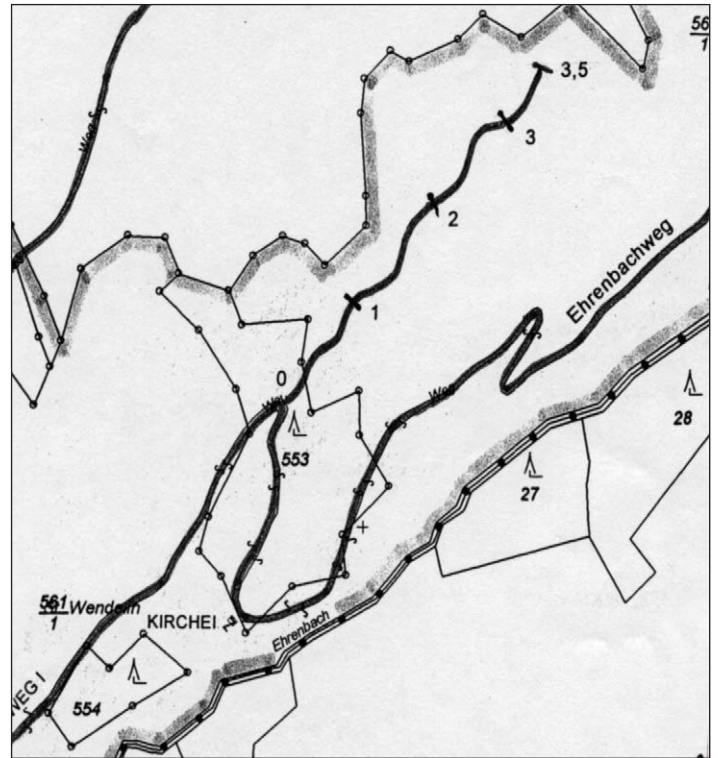 56
1
Weg
3,5
3
2
Ehrenbachweg
1
0
Weg
Weg
28
553
27
561
1
Wendelin
KIRCHEI
Ehrenbach
WEG I
554